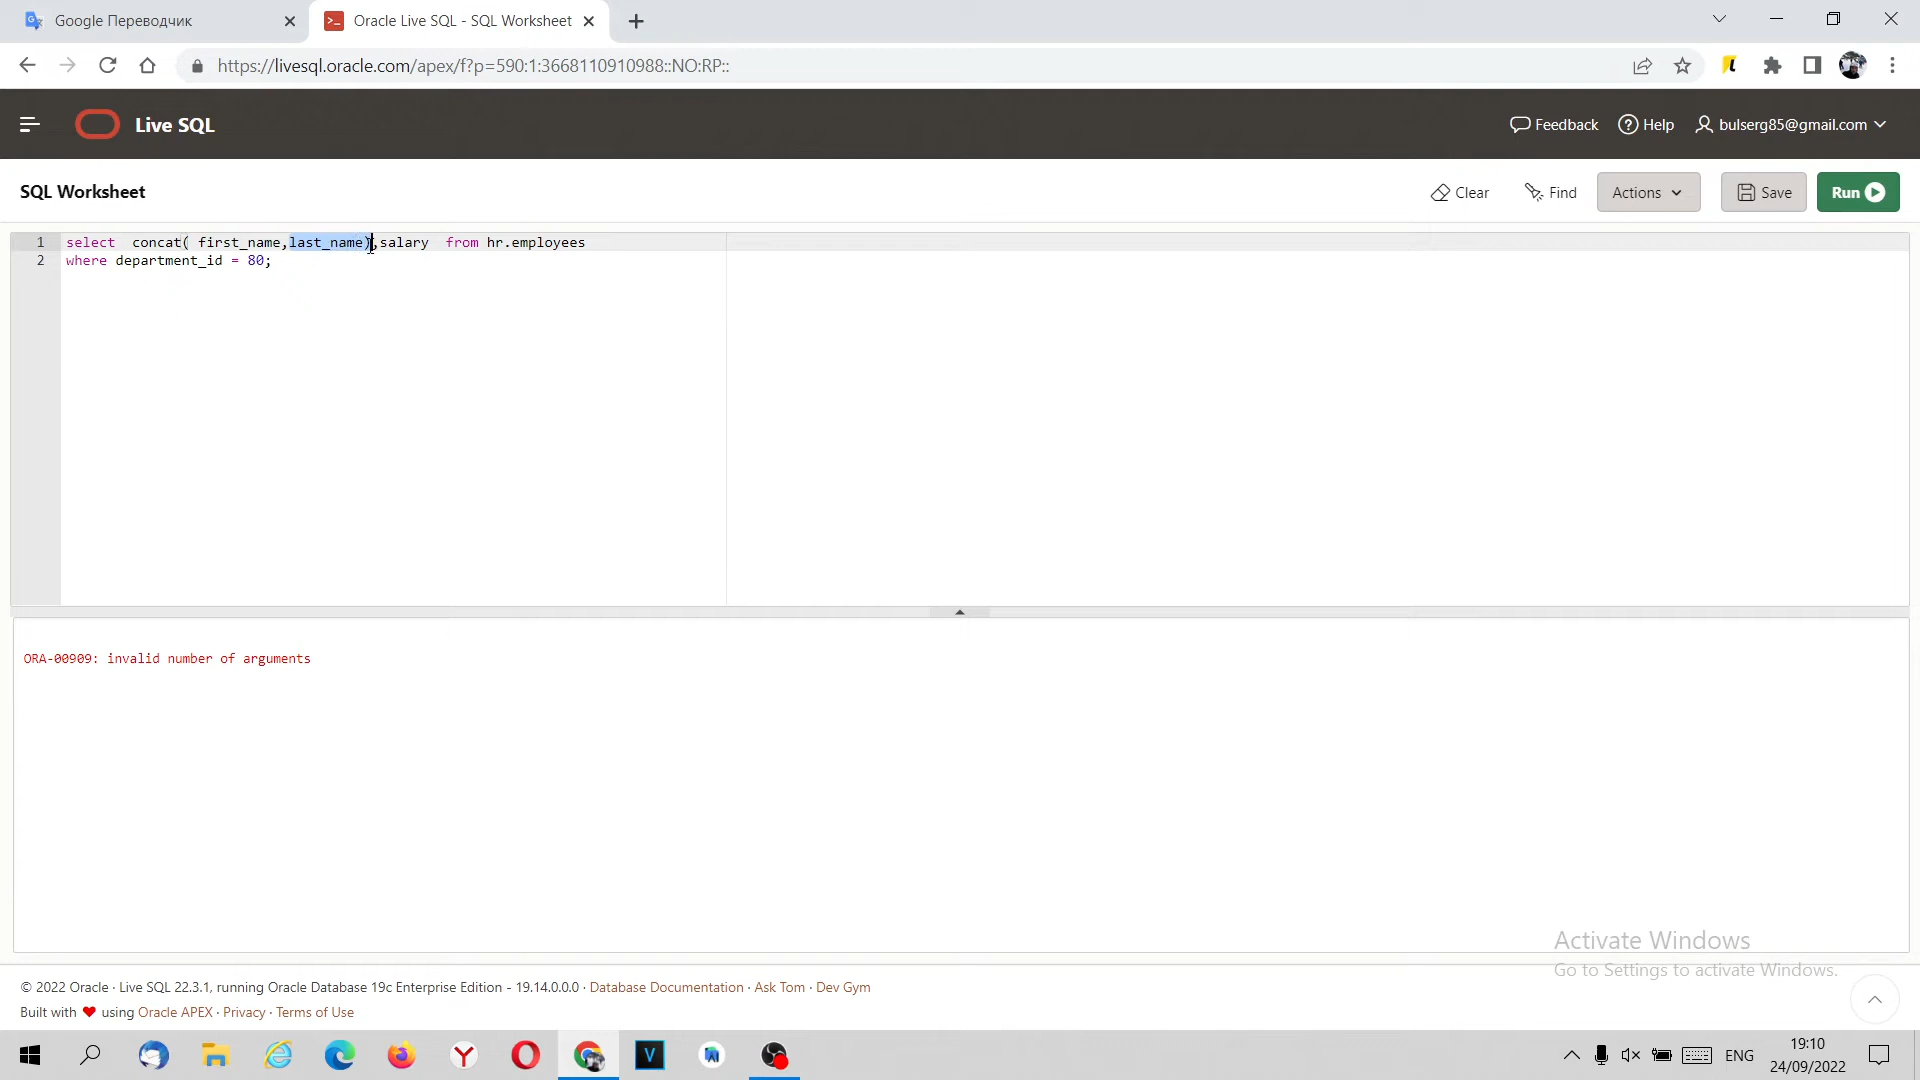 Google Переводчик
Oracle Live SQL - SQL Worksheet
https://livesql.oracle.com/apex/f?p=590:1:3668110910988::NO:RP::
Live SQL
Feedback
Help
bulserg85@gmail.com
SQL Worksheet
Clear
Find
Actions
Save
Run
1 select  concat( first_name,last_name),salary  from hr.employees
2 where department_id = 80;
ORA-00909: invalid number of arguments
Activate Windows
Go to Settings to activate Windows.
© 2022 Oracle · Live SQL 22.3.1, running Oracle Database 19c Enterprise Edition - 19.14.0.0.0 · Database Documentation · Ask Tom · Dev Gym
Built with ❤ using Oracle APEX · Privacy · Terms of Use
ENG
19:10
24/09/2022